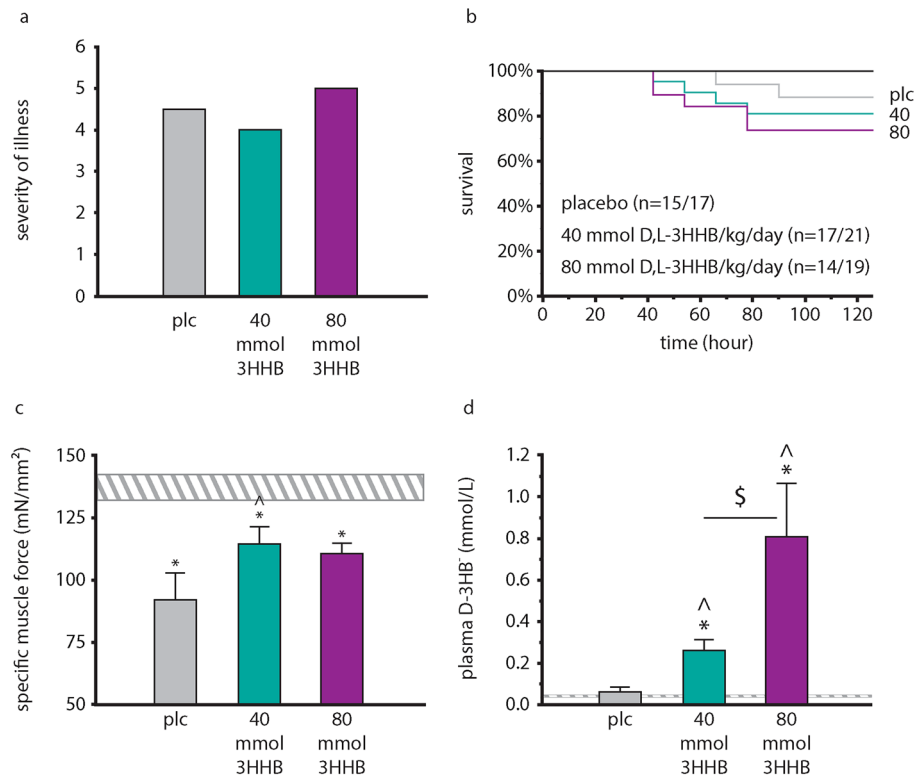 a
severity of illness
6
5
4
3
2
1
0
plc
40
mmol
3HHB
80
mmol
3HHB
b
survival
100%
80%
60%
40%
20%
0%
plc
40
80
placebo (n=15/17)
40 mmol D,L-3HHB/kg/day (n=17/21)
80 mmol D,L-3HHB/kg/day (n=14/19)
0 20 40 60 80 100 120
time (hour)
c
specific muscle force (mN/mm²)
150
125
100
75
50
*
^
*
*
plc
40
mmol
3HHB
80
mmol
3HHB
d
plasma D-3HB⁻ (mmol/L)
1.2
1.0
0.8
0.6
0.4
0.2
0.0
^
*
$
^
*
plc
40
mmol
3HHB
80
mmol
3HHB